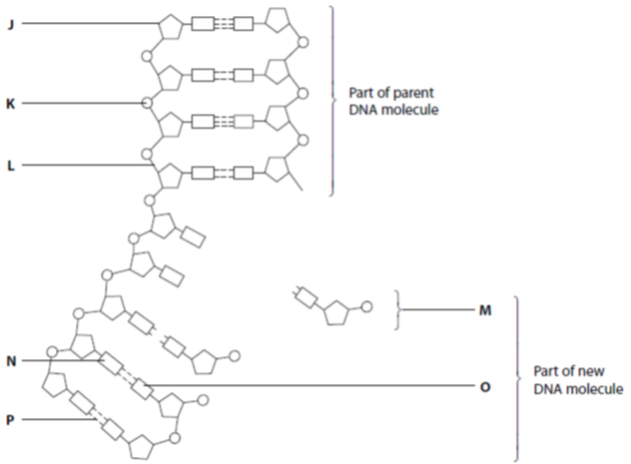 J
K
Part of parent
DNA molecule
L
M
N
O
Part of new
DNA molecule
P